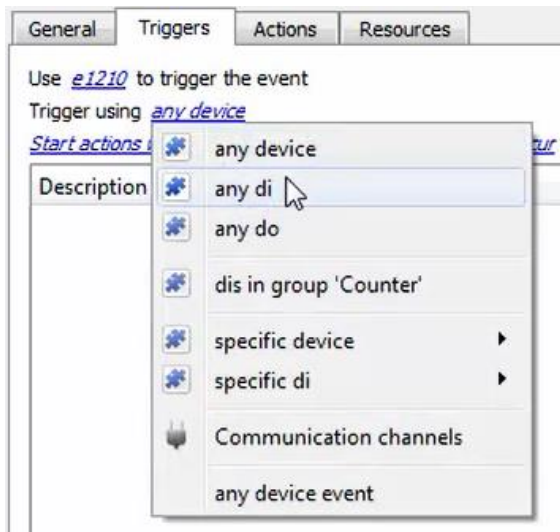 General Triggers Actions Resources
Use e1210 to trigger the event
Trigger using any device
Start actions
Description
any device
any di
any do
dis in group 'Counter'
specific device
specific di
Communication channels
any device event